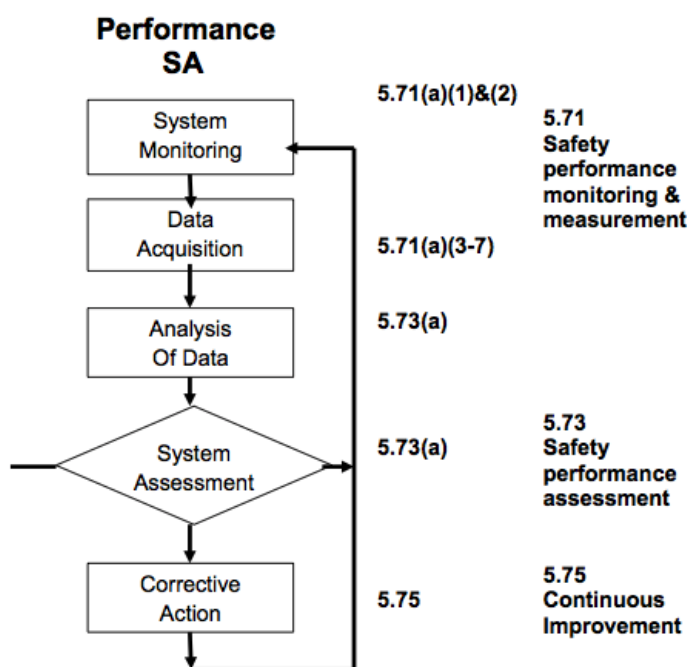 Performance
SA
5.71(a)(1)&(2)
System
Monitoring
5.71
Safety
performance
monitoring &
measurement
Data
Acquisition
5.71(a)(3-7)
Analysis
Of Data
5.73(a)
System
Assessment
5.73(a)
5.73
Safety
performance
assessment
Corrective
Action
5.75
5.75
Continuous
Improvement